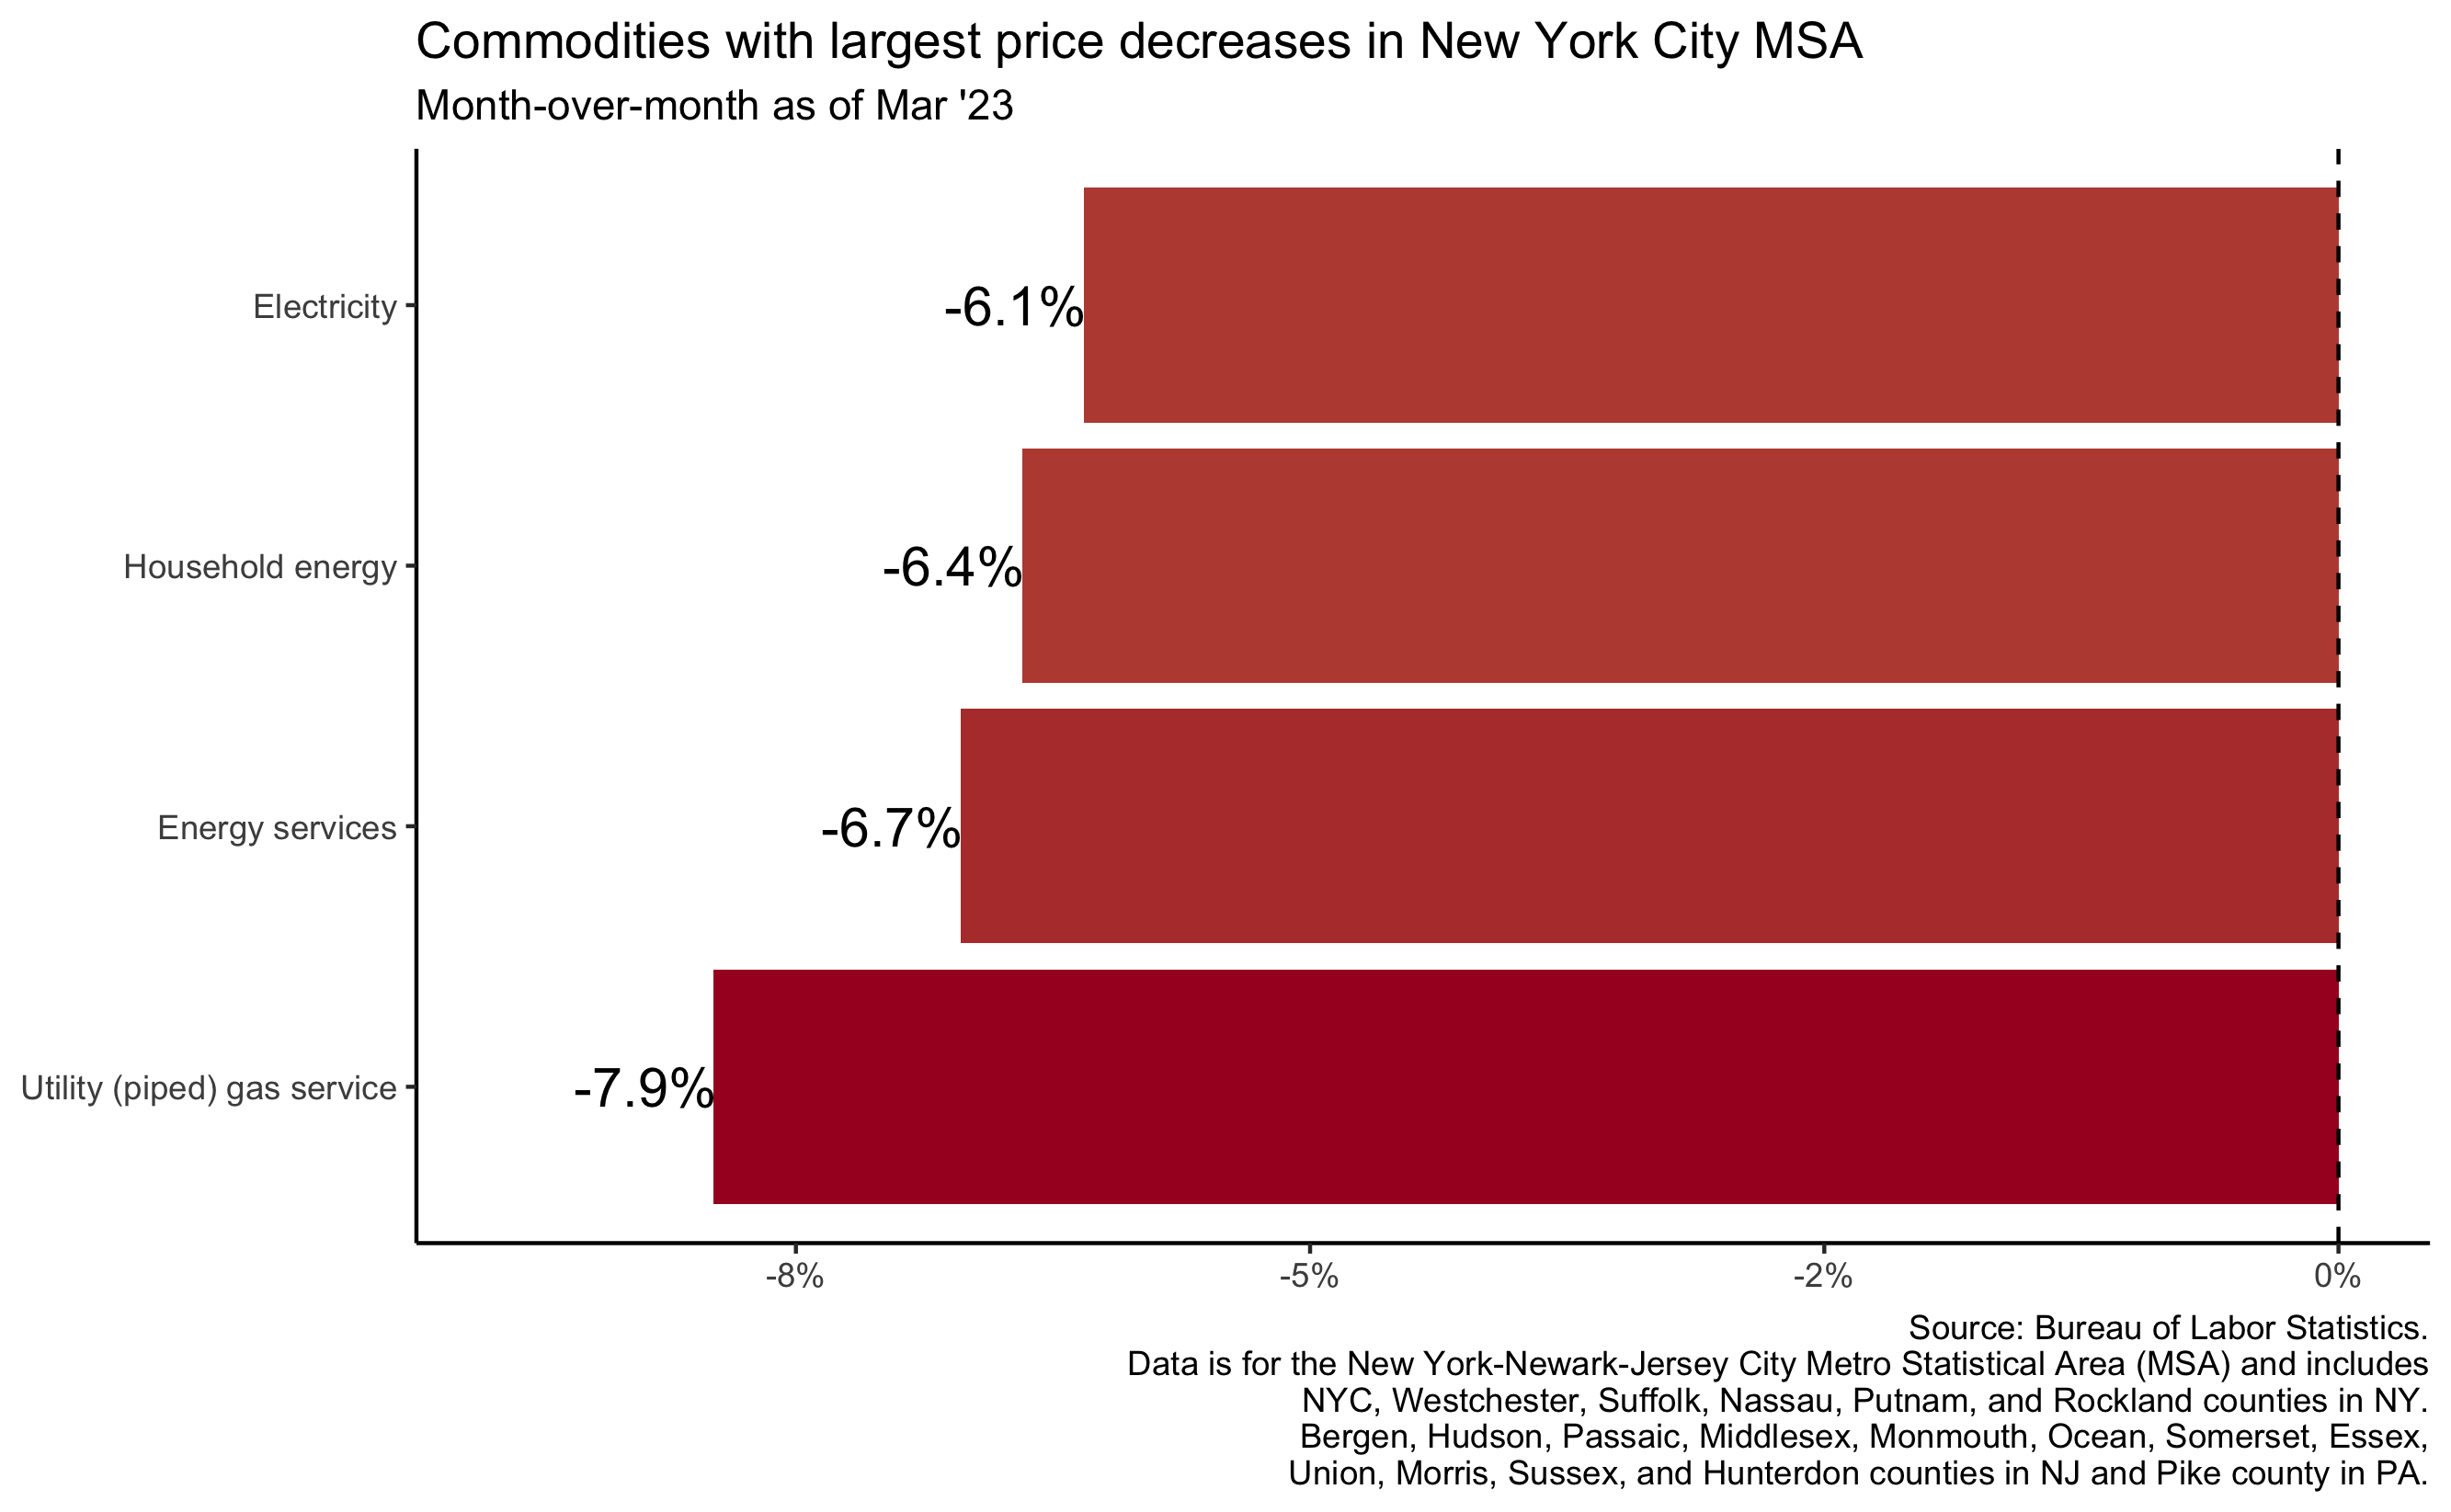 Commodities with largest price decreases in New York City MSA
Month-over-month as of Mar '23
Electricity
-6.1%
Household energy
-6.4%
Energy services
-6.7%
Utility (piped) gas service
-7.9%
-8%
-5%
-2%
0%
Source: Bureau of Labor Statistics.
Data is for the New York-Newark-Jersey City Metro Statistical Area (MSA) and includes
NYC, Westchester, Suffolk, Nassau, Putnam, and Rockland counties in NY.
Bergen, Hudson, Passaic, Middlesex, Monmouth, Ocean, Somerset, Essex,
Union, Morris, Sussex, and Hunterdon counties in NJ and Pike county in PA.